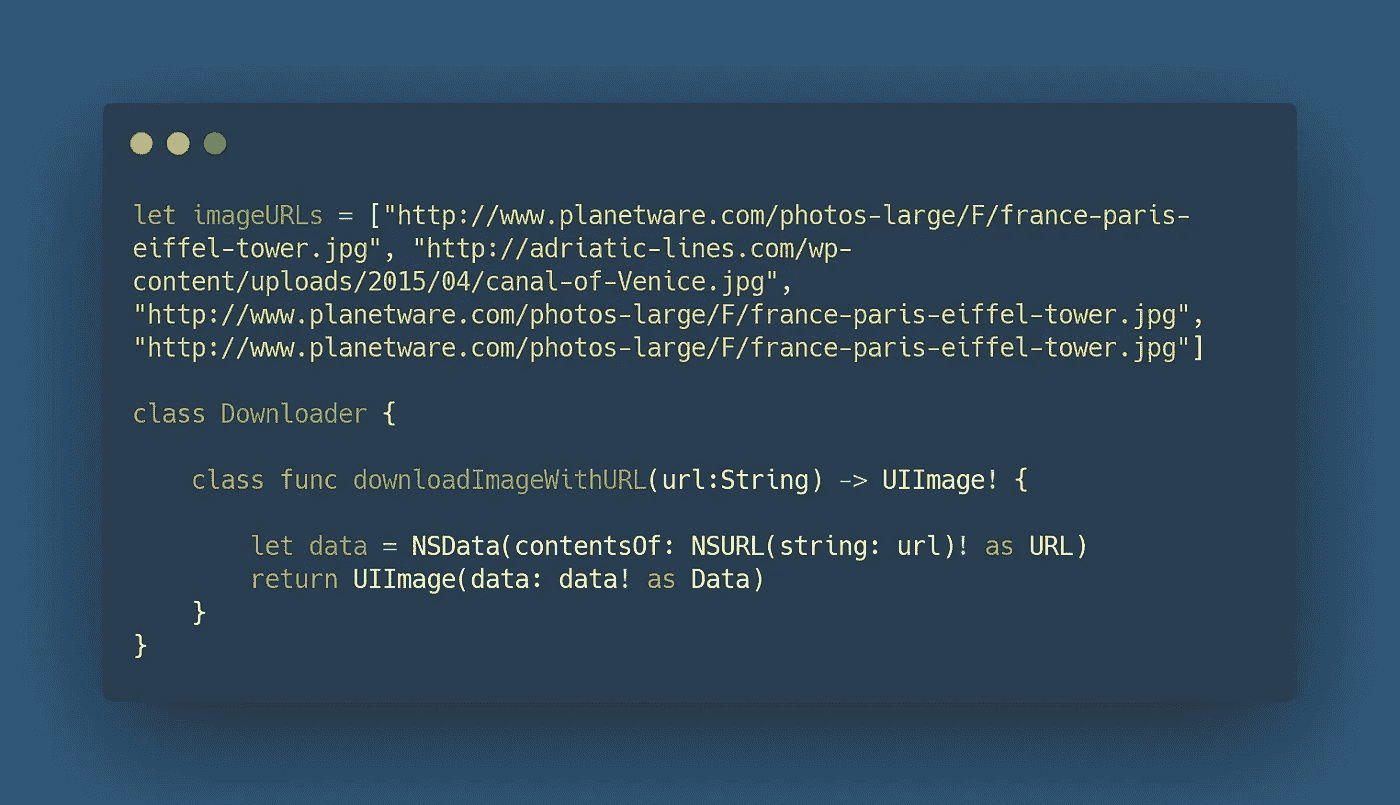 let imageURLs = ["http://www.planetware.com/photos-large/F/france-paris-
eiffel-tower.jpg", "http://adriatic-lines.com/wp-
content/uploads/2015/04/canal-of-Venice.jpg",
"http://www.planetware.com/photos-large/F/france-paris-eiffel-tower.jpg",
"http://www.planetware.com/photos-large/F/france-paris-eiffel-tower.jpg"]
class Downloader {
class func downloadImageWithURL(url:String) -> UIImage! {
let data = NSData(contentsOf: NSURL(string: url)! as URL)
return UIImage(data: data! as Data)
}
}